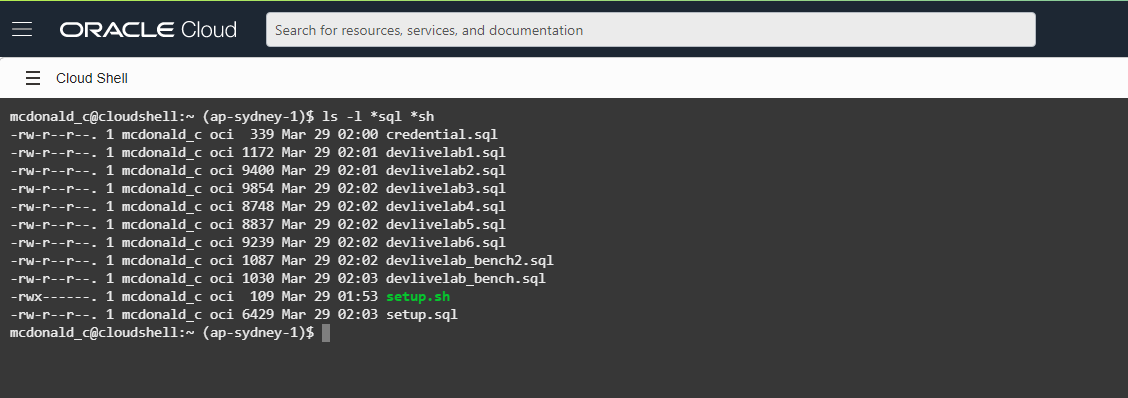 ORACLE Cloud
Search for resources, services, and documentation
Cloud Shell
mcdonald_c@cloudshell:~ (ap-sydney-1)$ ls -l *sql *sh
-rw-r--r--. 1 mcdonald_c oci  339 Mar 29 02:00 credential.sql
-rw-r--r--. 1 mcdonald_c oci 1172 Mar 29 02:01 devlivelab1.sql
-rw-r--r--. 1 mcdonald_c oci 9400 Mar 29 02:01 devlivelab2.sql
-rw-r--r--. 1 mcdonald_c oci 9854 Mar 29 02:02 devlivelab3.sql
-rw-r--r--. 1 mcdonald_c oci 8748 Mar 29 02:02 devlivelab4.sql
-rw-r--r--. 1 mcdonald_c oci 8837 Mar 29 02:02 devlivelab5.sql
-rw-r--r--. 1 mcdonald_c oci 9239 Mar 29 02:02 devlivelab6.sql
-rw-r--r--. 1 mcdonald_c oci 1087 Mar 29 02:02 devlivelab_bench2.sql
-rw-r--r--. 1 mcdonald_c oci 1030 Mar 29 02:03 devlivelab_bench.sql
-rwx------. 1 mcdonald_c oci  109 Mar 29 01:53 setup.sh
-rw-r--r--. 1 mcdonald_c oci 6429 Mar 29 02:03 setup.sql
mcdonald_c@cloudshell:~ (ap-sydney-1)$